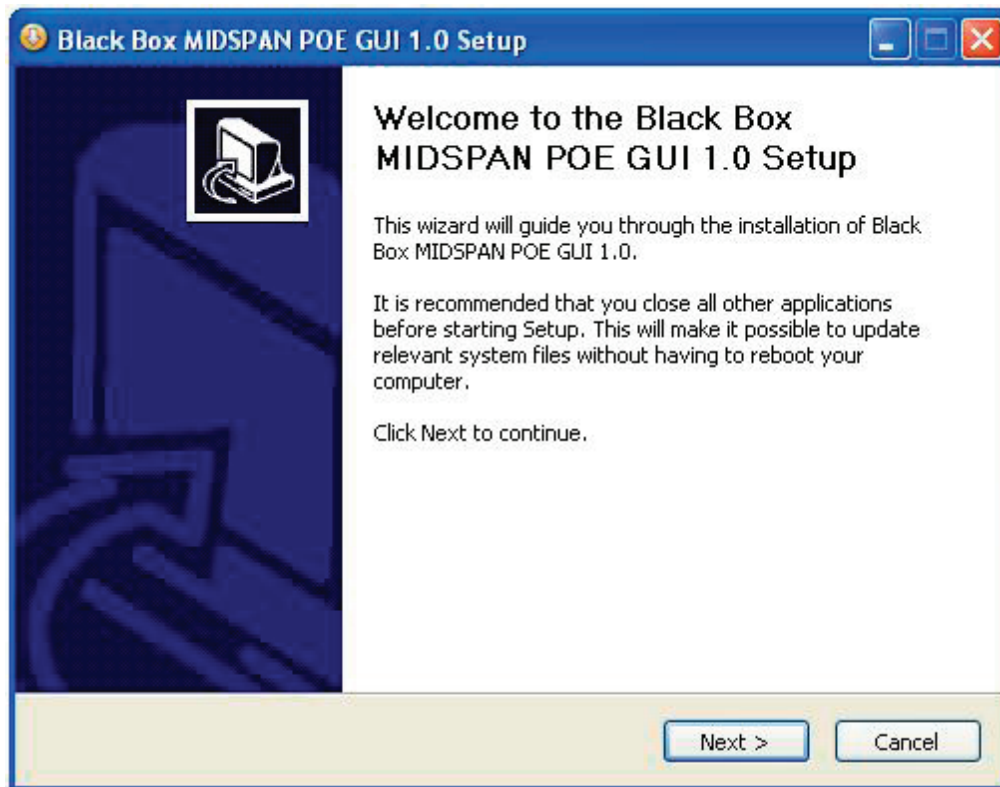 Black Box MIDSPAN POE GUI 1.0 Setup
Welcome to the Black Box
MIDSPAN POE GUI 1.0 Setup
This wizard will guide you through the installation of Black
Box MIDSPAN POE GUI 1.0.
It is recommended that you close all other applications
before starting Setup. This will make it possible to update
relevant system files without having to reboot your
computer.
Click Next to continue.
Next >
Cancel